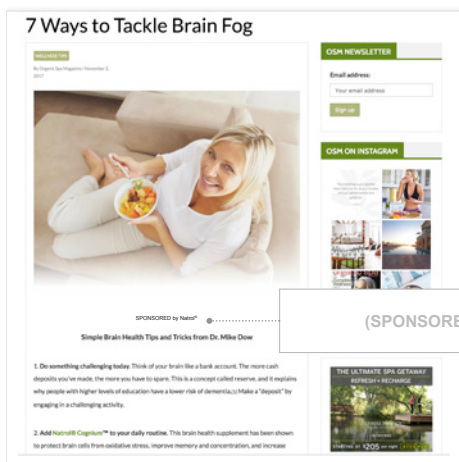 7 Ways to Tackle Brain Fog
WELLNESS TIPS
By Organic Spa Magazine / November 3,
2017
SPONSORED by Natrol®
Simple Brain Health Tips and Tricks from Dr. Mike Dow
1. Do something challenging today. Think of your brain like a bank account. The more cash
deposits you've made, the more you have to spare. This is a concept called reserve, and it explains
why people with higher levels of education have a lower risk of dementia.[1] Make a "deposit" by
engaging in a challenging activity.
2. Add Natrol® Cognium™ to your daily routine. This brain health supplement has been shown
to protect brain cells from oxidative stress, improve memory and concentration, and increase
OSM NEWSLETTER
Email address:
Your email address
Sign up
OSM ON INSTAGRAM
(SPONSORE
THE ULTIMATE SPA GETAWAY
REFRESH + RECHARGE
STARTING AT $205 per night